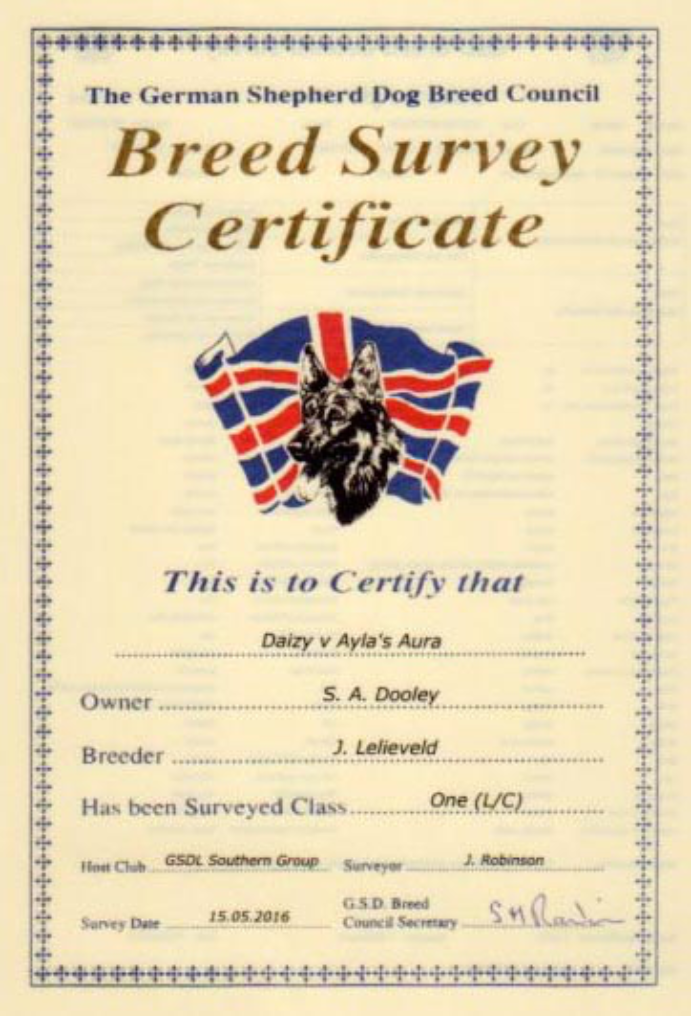 The German Shepherd Dog Breed Council
Breed Survey
Certificate
This is to Certify that
Daizy v Ayla's Aura
Owner S. A. Dooley
Breeder J. Lelieveld
Has been Surveyed Class One (L/C)
Host Club GSDL Southern Group Surveyor J. Robinson
Survey Date 15.05.2016 G.S.D. Breed
Council Secretary